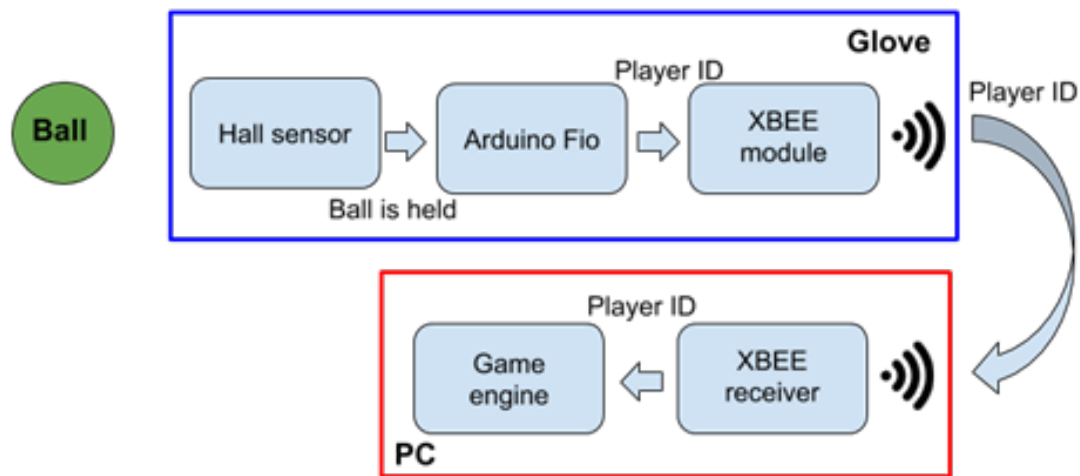 Glove
Player ID
Player ID
Ball
Hall sensor
Arduino Fio
XBEE
module
Ball is held
Player ID
Game
engine
XBEE
receiver
PC